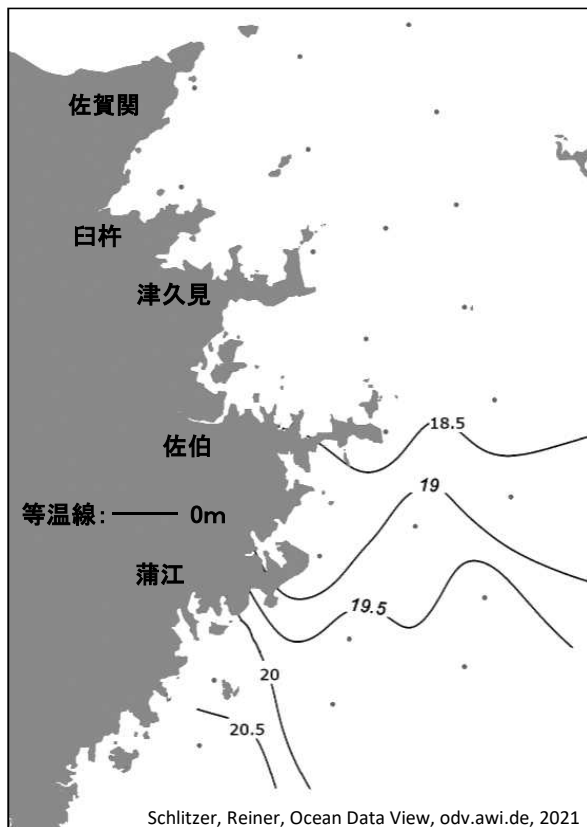 佐賀関
臼杵
津久見
佐伯
18.5
等温線: 0m
19
蒲江
19.5
20
20.5
Schlitzer, Reiner, Ocean Data View, odv.awi.de, 2021